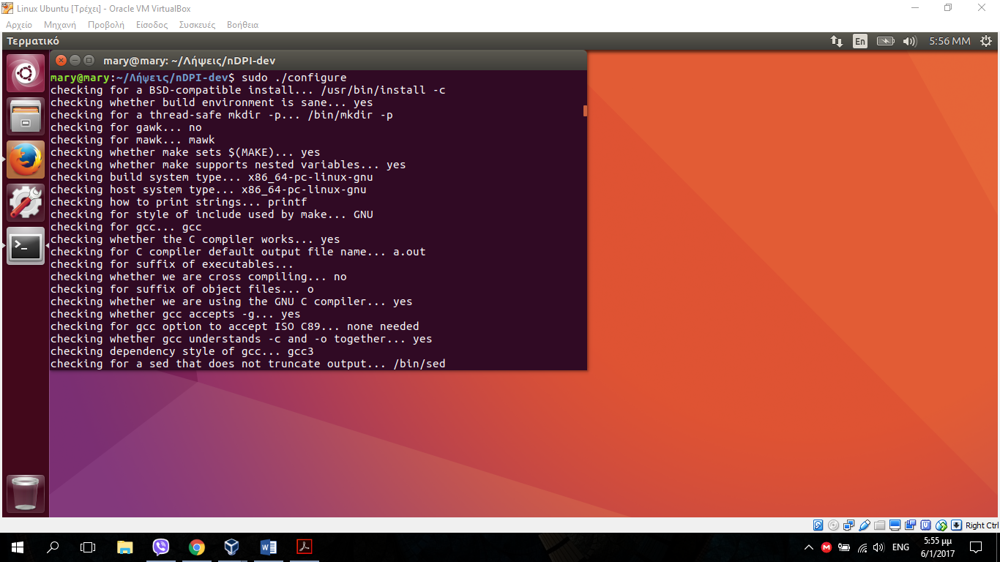 Linux Ubuntu [Τρέχει] - Oracle VM VirtualBox
Αρχείο Μηχανή Προβολή Είσοδος Συσκευές Βοήθεια
Τερματικό En 5:56 ΜΜ
mary@mary: ~/Λήψεις/nDPI-dev
mary@mary:~/Λήψεις/nDPI-dev$ sudo ./configure
checking for a BSD-compatible install... /usr/bin/install -c
checking whether build environment is sane... yes
checking for a thread-safe mkdir -p... /bin/mkdir -p
checking for gawk... no
checking for mawk... mawk
checking whether make sets $(MAKE)... yes
checking whether make supports nested variables... yes
checking build system type... x86_64-pc-linux-gnu
checking host system type... x86_64-pc-linux-gnu
checking how to print strings... printf
checking for style of include used by make... GNU
checking for gcc... gcc
checking whether the C compiler works... yes
checking for C compiler default output file name... a.out
checking for suffix of executables...
checking whether we are cross compiling... no
checking for suffix of object files... o
checking whether we are using the GNU C compiler... yes
checking whether gcc accepts -g... yes
checking for gcc option to accept ISO C89... none needed
checking whether gcc understands -c and -o together... yes
checking dependency style of gcc... gcc3
checking for a sed that does not truncate output... /bin/sed
Right Ctrl
ENG
5:55 μμ
6/1/2017